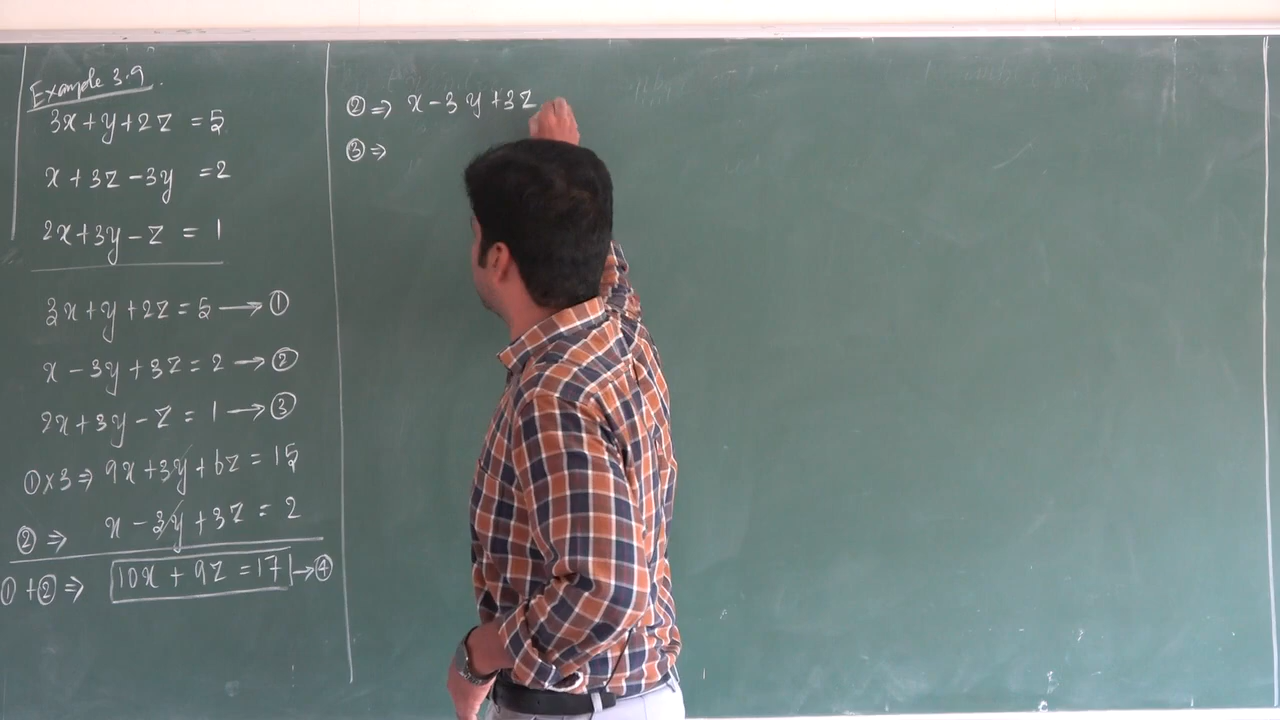 Example 3.9.
3x + y + 2z = 5
x + 3z - 3y = 2
2x + 3y - z = 1
3x + y + 2z = 5 → ①
x - 3y + 3z = 2 → ②
2x + 3y - z = 1 → ③
① x 3 ⇒ 9x + 3y + 6z = 15
② ⇒ x - 3y + 3z = 2
① + ② ⇒ 10x + 9z = 17 → ④
② ⇒ x - 3y + 3z
③ ⇒